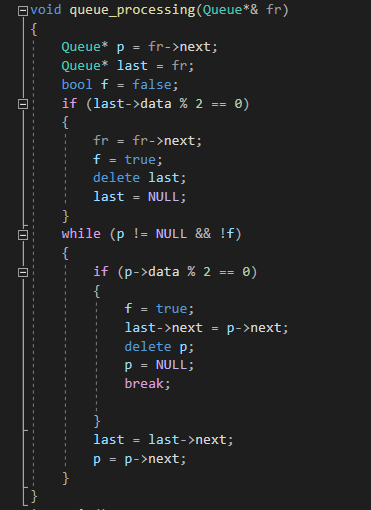 void queue_processing(Queue*& fr)
{
    Queue* p = fr->next;
    Queue* last = fr;
    bool f = false;
    if (last->data % 2 == 0)
    {
        fr = fr->next;
        f = true;
        delete last;
        last = NULL;
    }
    while (p != NULL && !f)
    {
        if (p->data % 2 == 0)
        {
            f = true;
            last->next = p->next;
            delete p;
            p = NULL;
            break;

        }
        last = last->next;
        p = p->next;
    }
}